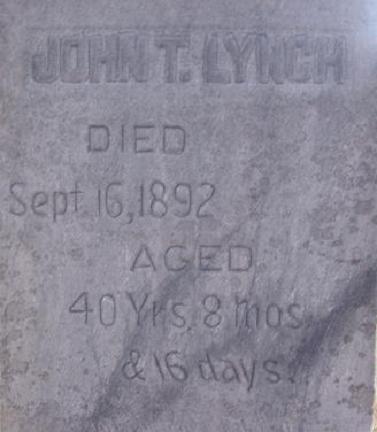 JOHN T. LYNCH
DIED
Sept. 16, 1892
AGED
40 Yrs. 8 mos.
& 16 days.